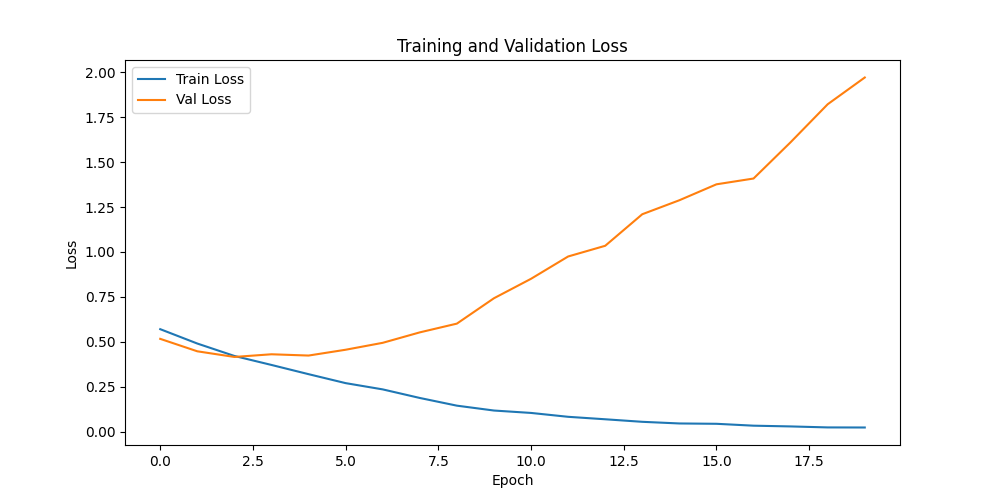 Training and Validation Loss
Train Loss
Val Loss
2.00
1.75
1.50
1.25
1.00
0.75
0.50
0.25
0.00
Loss
0.0 2.5 5.0 7.5 10.0 12.5 15.0 17.5
Epoch